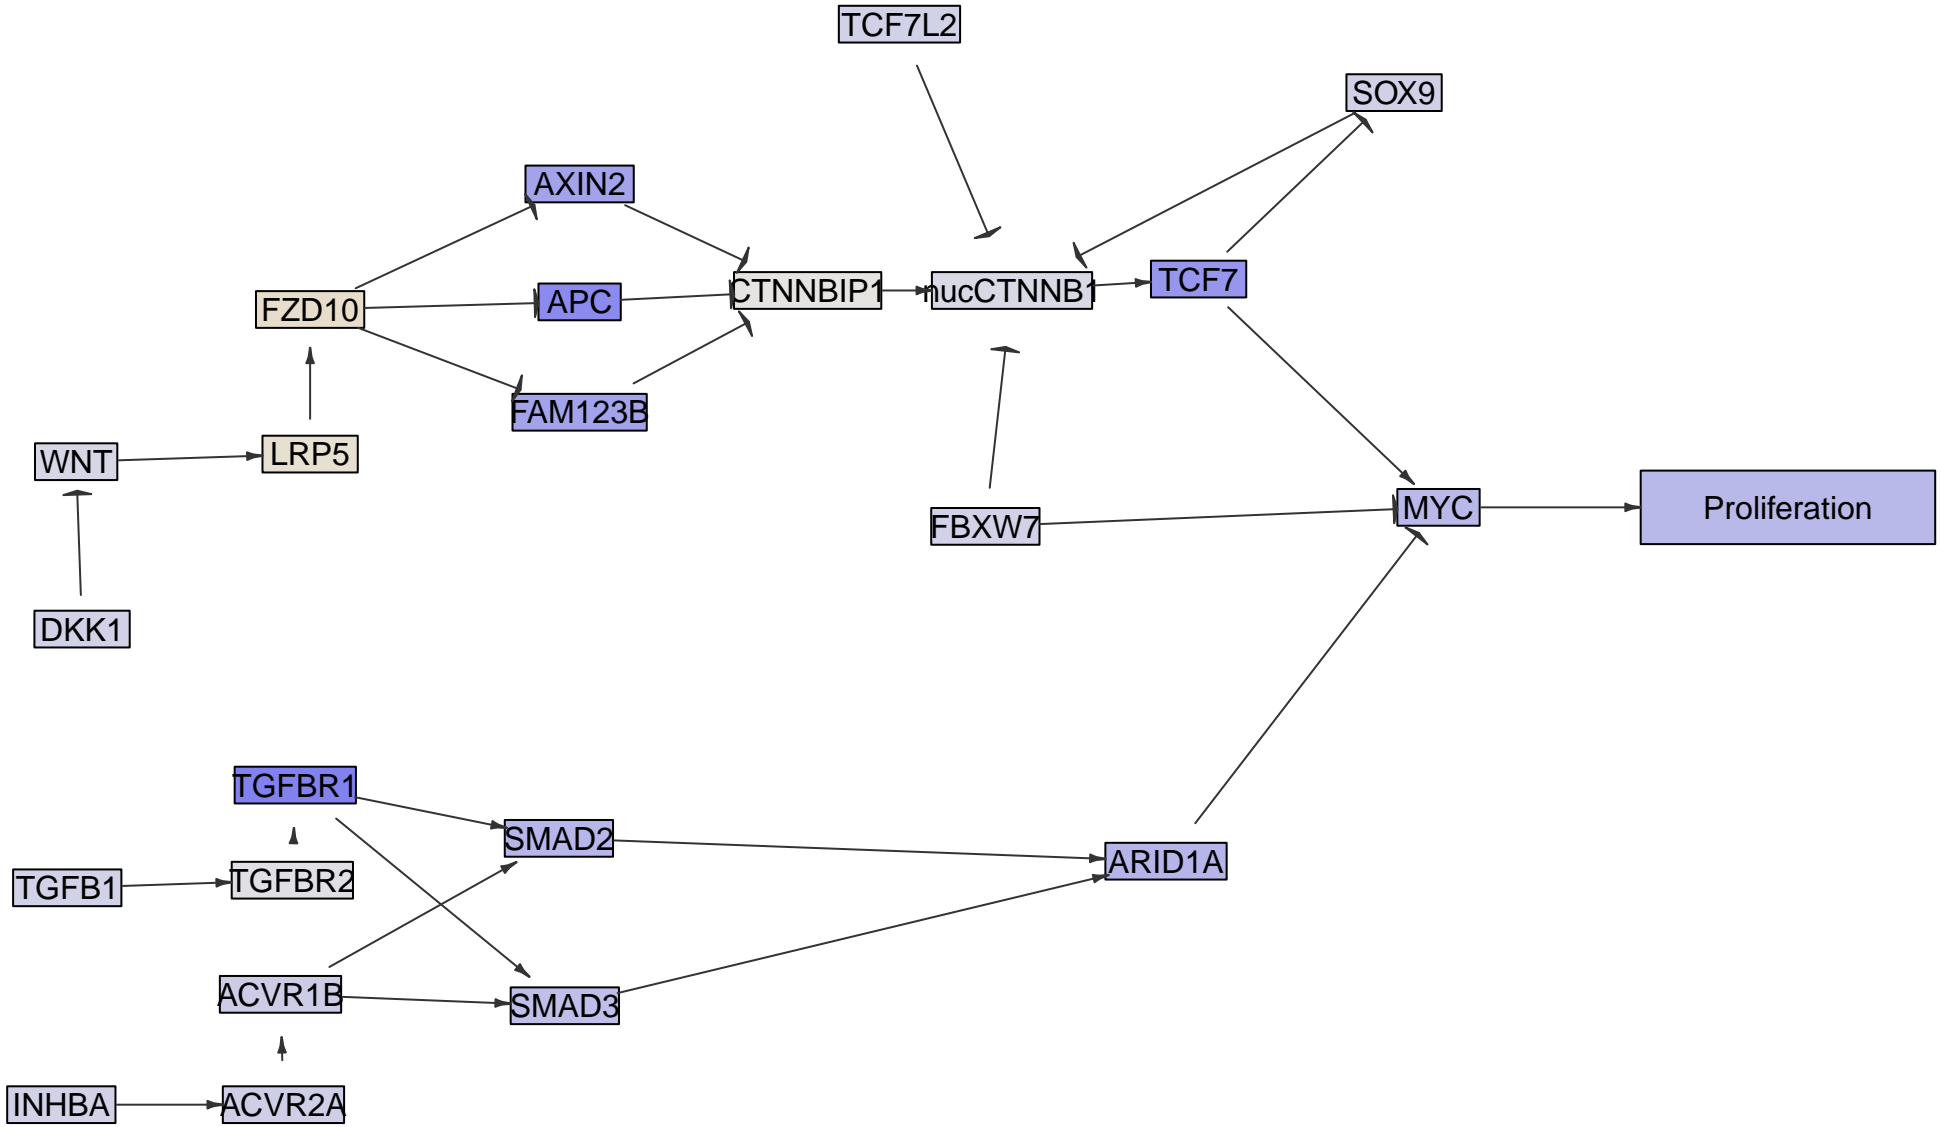 TCF7L2
SOX9
AXIN2
TCF7
CTNNBIP1
nucCTNNB1
APC
FZD10
FAM123B
LRP5
WNT
MYC
Proliferation
FBXW7
DKK1
TGFBR1
SMAD2
ARID1A
TGFBR2
TGFB1
ACVR1B
SMAD3
INHBA
ACVR2A